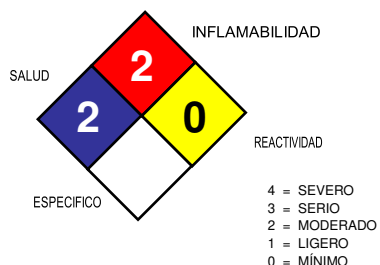 INFLAMABILIDAD
2
SALUD
2
0
REACTIVIDAD
ESPECIFICO
4 = SEVERO
3 = SERIO
2 = MODERADO
1 = LIGERO
0 = MÍNIMO